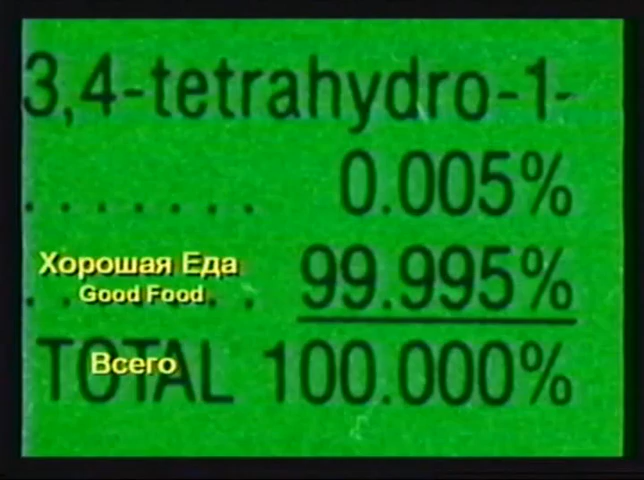 3,4-tetrahydro-1-
....... 0.005%
Хорошая Еда
Good Food
99.995%
Всего
TOTAL 100.000%